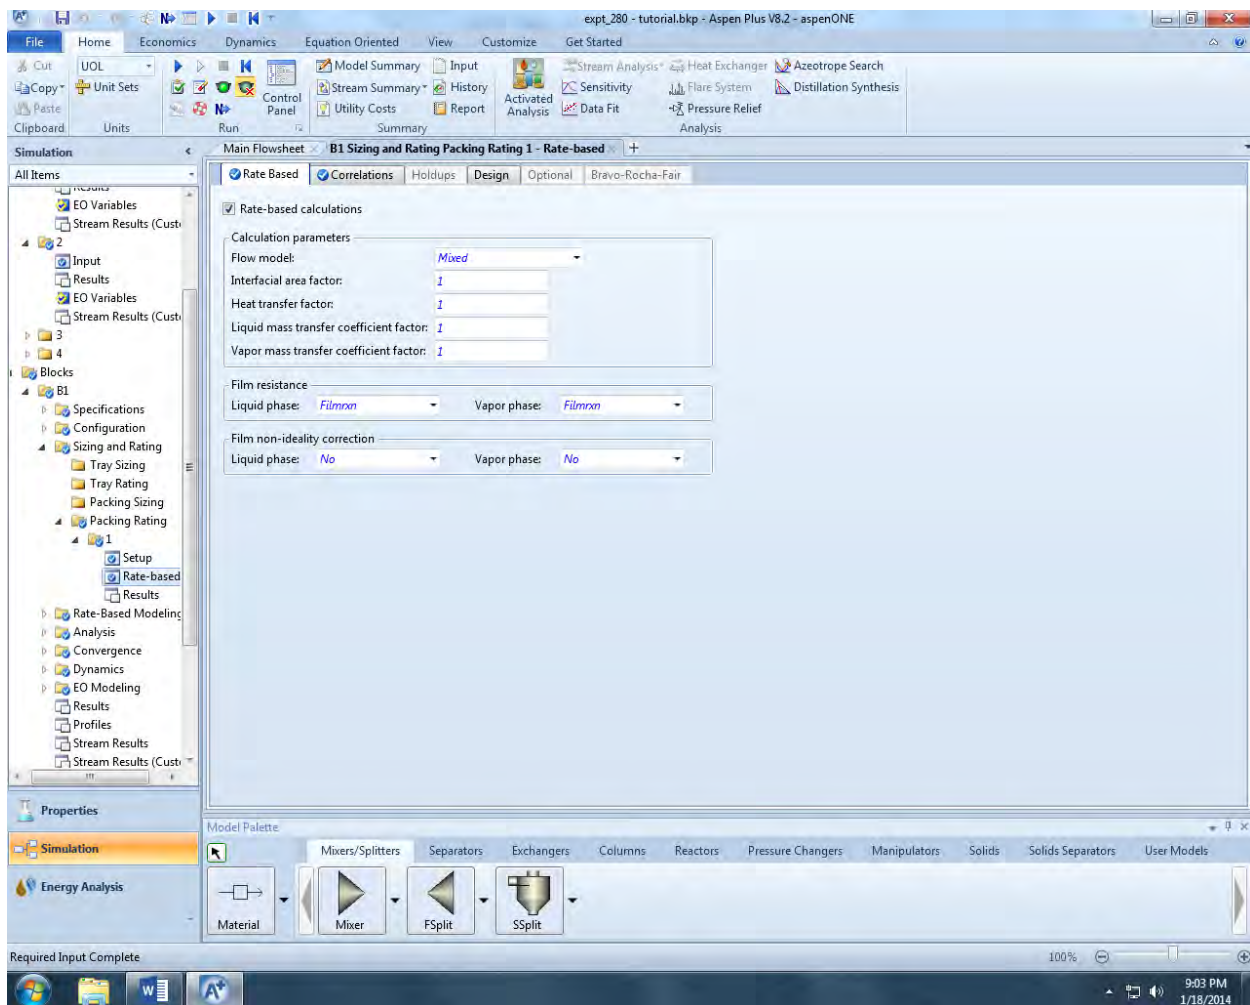 expt_280 - tutorial.bkp - Aspen Plus V8.2 - aspenONE
File Home Economics Dynamics Equation Oriented View Customize Get Started
Cut
Copy
Paste
Clipboard
UOL
Unit Sets
Units
Control Panel
Run
Model Summary Input
Stream Summary History
Utility Costs Report
Summary
Activated Analysis
Stream Analysis Heat Exchanger Azeotrope Search
Sensitivity Flare System Distillation Synthesis
Data Fit Pressure Relief
Analysis
Simulation
All Items
Results
EO Variables
Stream Results (Cust
2
Input
Results
EO Variables
Stream Results (Cust
3
4
Blocks
B1
Specifications
Configuration
Sizing and Rating
Tray Sizing
Tray Rating
Packing Sizing
Packing Rating
1
Setup
Rate-based
Results
Rate-Based Modeling
Analysis
Convergence
Dynamics
EO Modeling
Results
Profiles
Stream Results
Stream Results (Cust
Properties
Simulation
Energy Analysis
Main Flowsheet B1 Sizing and Rating Packing Rating 1 - Rate-based +
Rate Based Correlations Holdups Design Optional Bravo-Rocha-Fair
Rate-based calculations
Calculation parameters
Flow model: Mixed
Interfacial area factor: 1
Heat transfer factor: 1
Liquid mass transfer coefficient factor: 1
Vapor mass transfer coefficient factor: 1
Film resistance
Liquid phase: Filmrxn Vapor phase: Filmrxn
Film non-ideality correction
Liquid phase: No Vapor phase: No
Model Palette
Mixers/Splitters Separators Exchangers Columns Reactors Pressure Changers Manipulators Solids Solids Separators User Models
Material Mixer FSplit SSplit
Required Input Complete
100%
9:03 PM
1/18/2014